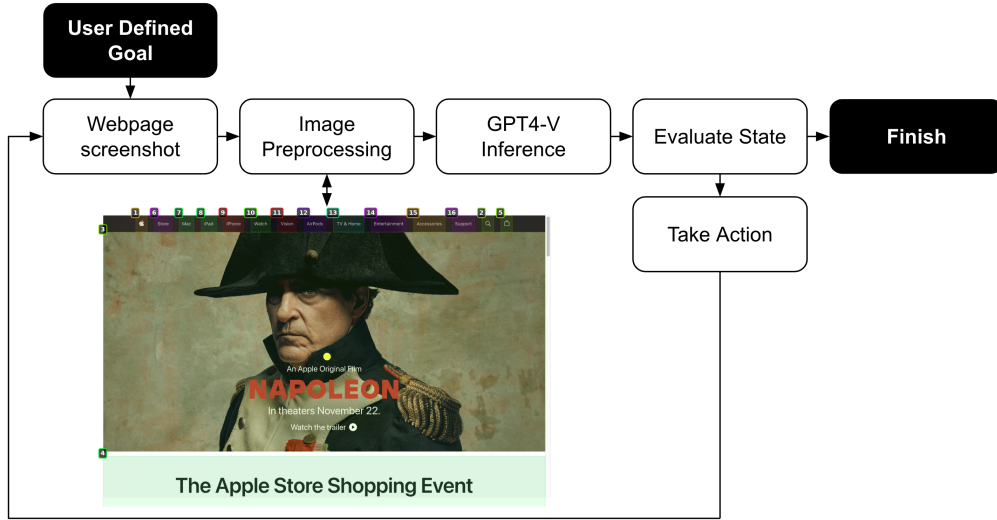 User Defined
Goal
Webpage
screenshot
Image
Preprocessing
GPT4-V
Inference
Evaluate State
Finish
Take Action
1 6 7 8 9 10 11 12 13 14 15 16 2 5
Store Mac iPad iPhone Watch Vision AirPods TV & Home Entertainment Accessories Support
3
An Apple Original Film
NAPOLEON
In theaters November 22.
Watch the trailer
4
The Apple Store Shopping Event